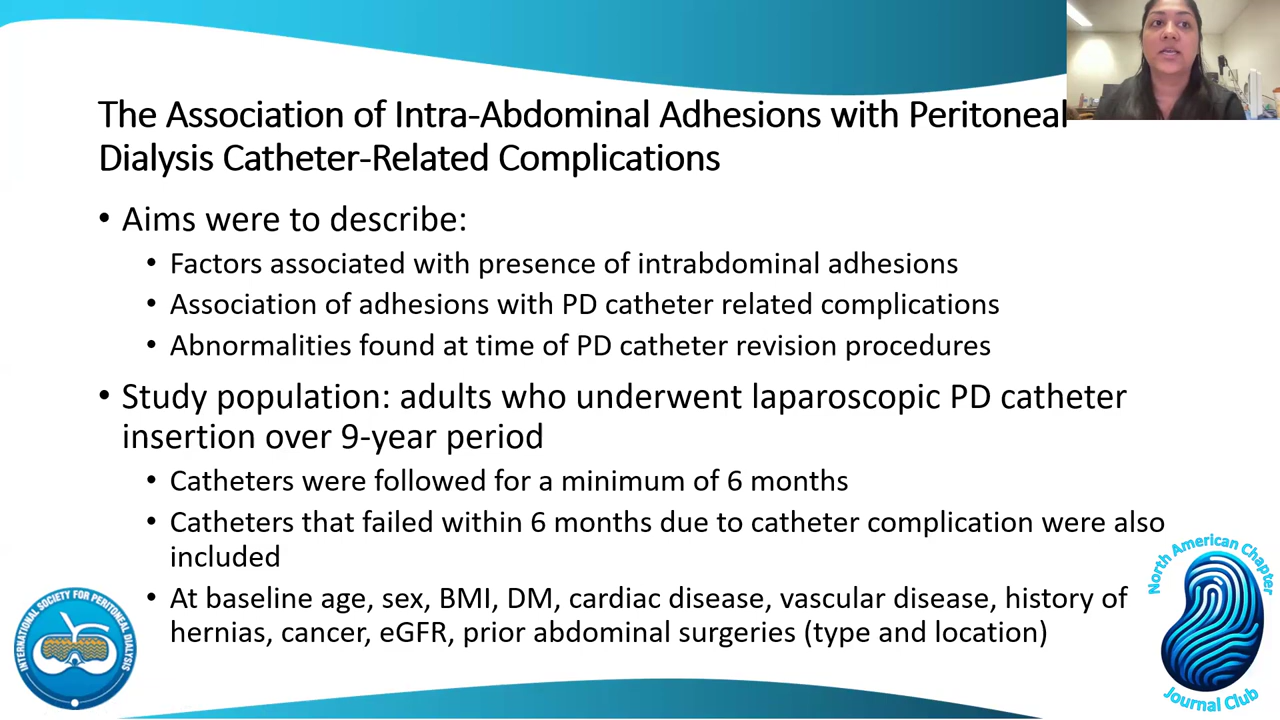 The Association of Intra-Abdominal Adhesions with Peritoneal
Dialysis Catheter-Related Complications
• Aims were to describe:
• Factors associated with presence of intrabdominal adhesions
• Association of adhesions with PD catheter related complications
• Abnormalities found at time of PD catheter revision procedures
• Study population: adults who underwent laparoscopic PD catheter
insertion over 9-year period
• Catheters were followed for a minimum of 6 months
• Catheters that failed within 6 months due to catheter complication were also
included
• At baseline age, sex, BMI, DM, cardiac disease, vascular disease, history of
hernias, cancer, eGFR, prior abdominal surgeries (type and location)
INTERNATIONAL SOCIETY FOR PERITONEAL DIALYSIS
North American Chapter
Journal Club